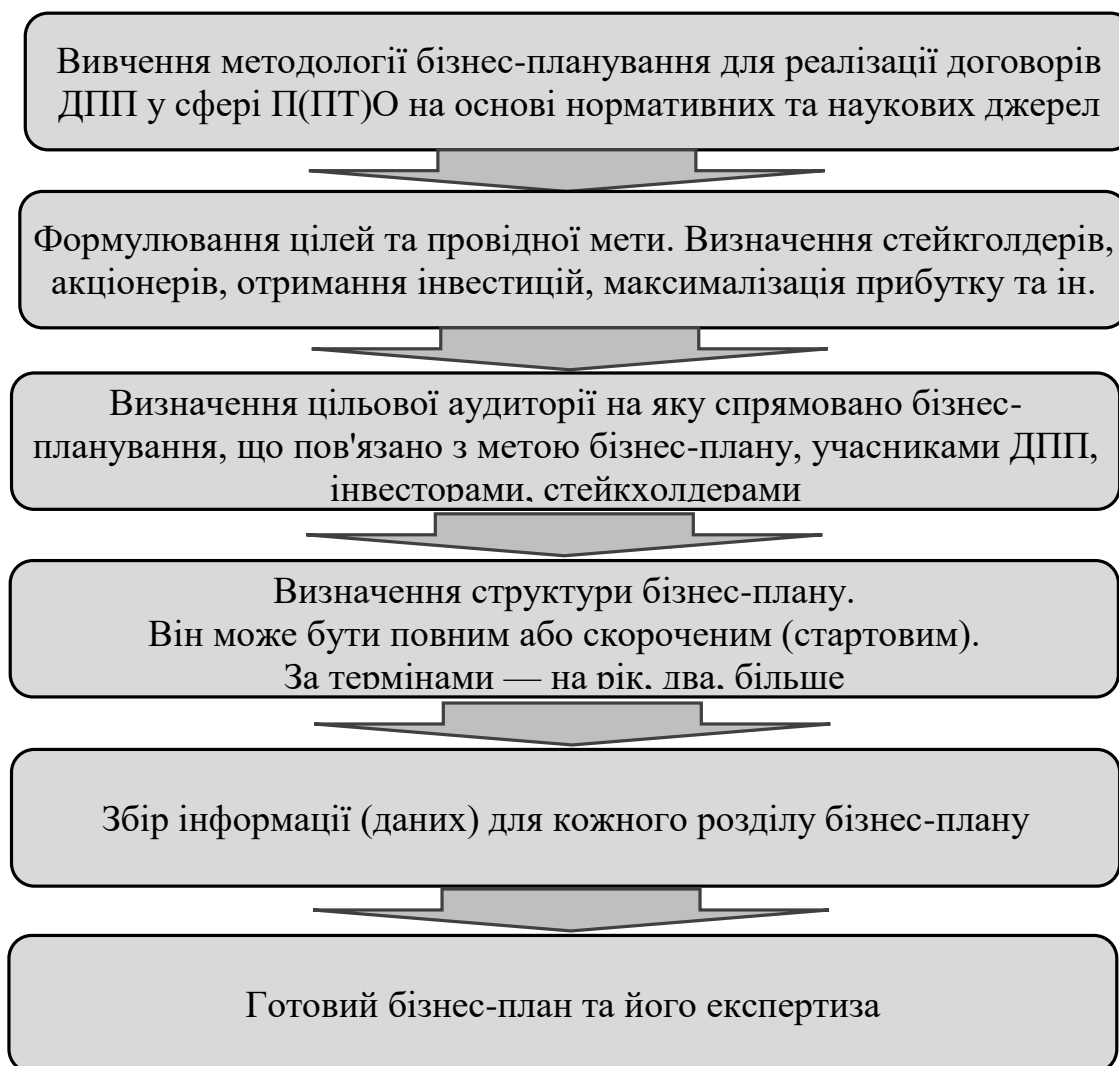 Вивчення методології бізнес-планування для реалізації договорів
ДПП у сфері П(ПТ)О на основі нормативних та наукових джерел
Формулювання цілей та провідної мети. Визначення стейкголдерів,
акціонерів, отримання інвестицій, максималізація прибутку та ін.
Визначення цільової аудиторії на яку спрямовано бізнес-
планування, що пов'язано з метою бізнес-плану, учасниками ДПП,
інвесторами, стейкхолдерами
Визначення структури бізнес-плану.
Він може бути повним або скороченим (стартовим).
За термінами — на рік, два, більше
Збір інформації (даних) для кожного розділу бізнес-плану
Готовий бізнес-план та його експертиза